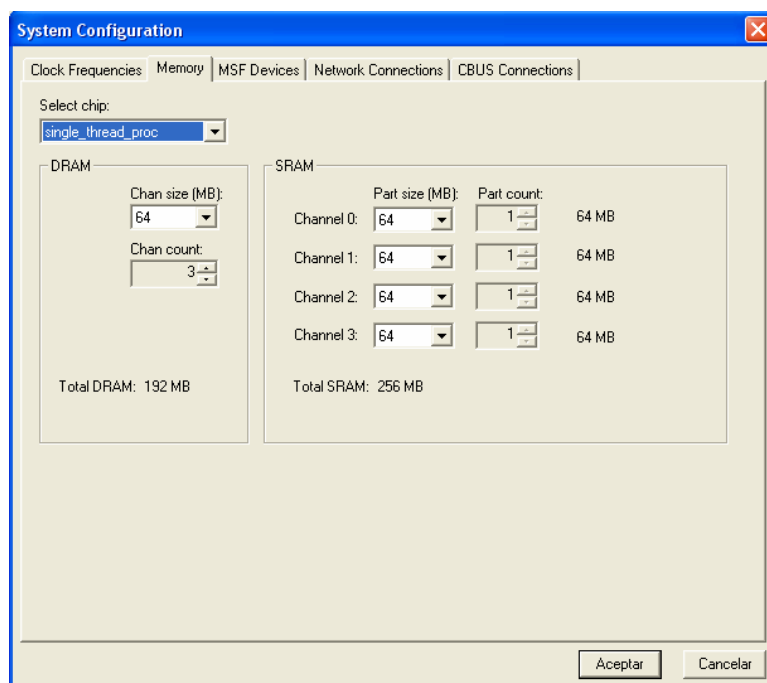 System Configuration
Clock Frequencies Memory MSF Devices Network Connections CBUS Connections
Select chip:
single_thread_proc
DRAM
Chan size (MB):
64
Chan count:
3
Total DRAM: 192 MB
SRAM
Part size (MB): Part count:
Channel 0: 64 1 64 MB
Channel 1: 64 1 64 MB
Channel 2: 64 1 64 MB
Channel 3: 64 1 64 MB
Total SRAM: 256 MB
Aceptar Cancelar